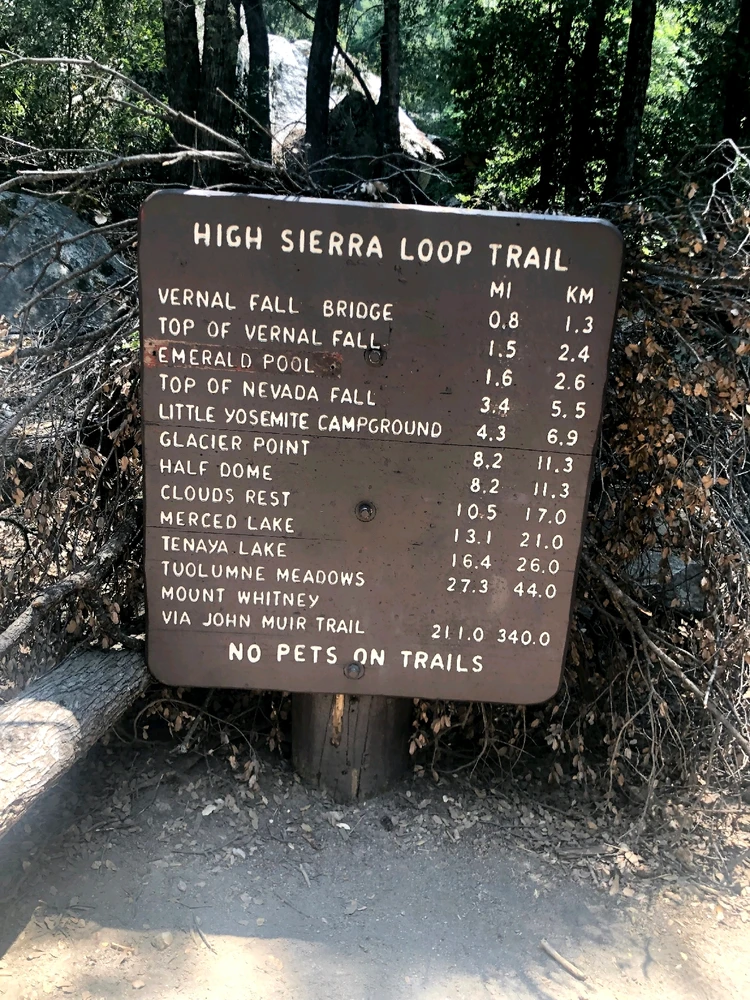 HIGH SIERRA LOOP TRAIL
MI KM
VERNAL FALL BRIDGE 0.8 1.3
TOP OF VERNAL FALL 1.5 2.4
EMERALD POOL 1.6 2.6
TOP OF NEVADA FALL 3.4 5.5
LITTLE YOSEMITE CAMPGROUND 4.3 6.9
GLACIER POINT 8.2 11.3
HALF DOME 8.2 11.3
CLOUDS REST 10.5 17.0
MERCED LAKE 13.1 21.0
TENAYA LAKE 16.4 26.0
TUOLUMNE MEADOWS 27.3 44.0
MOUNT WHITNEY
VIA JOHN MUIR TRAIL 211.0 340.0
NO PETS ON TRAILS